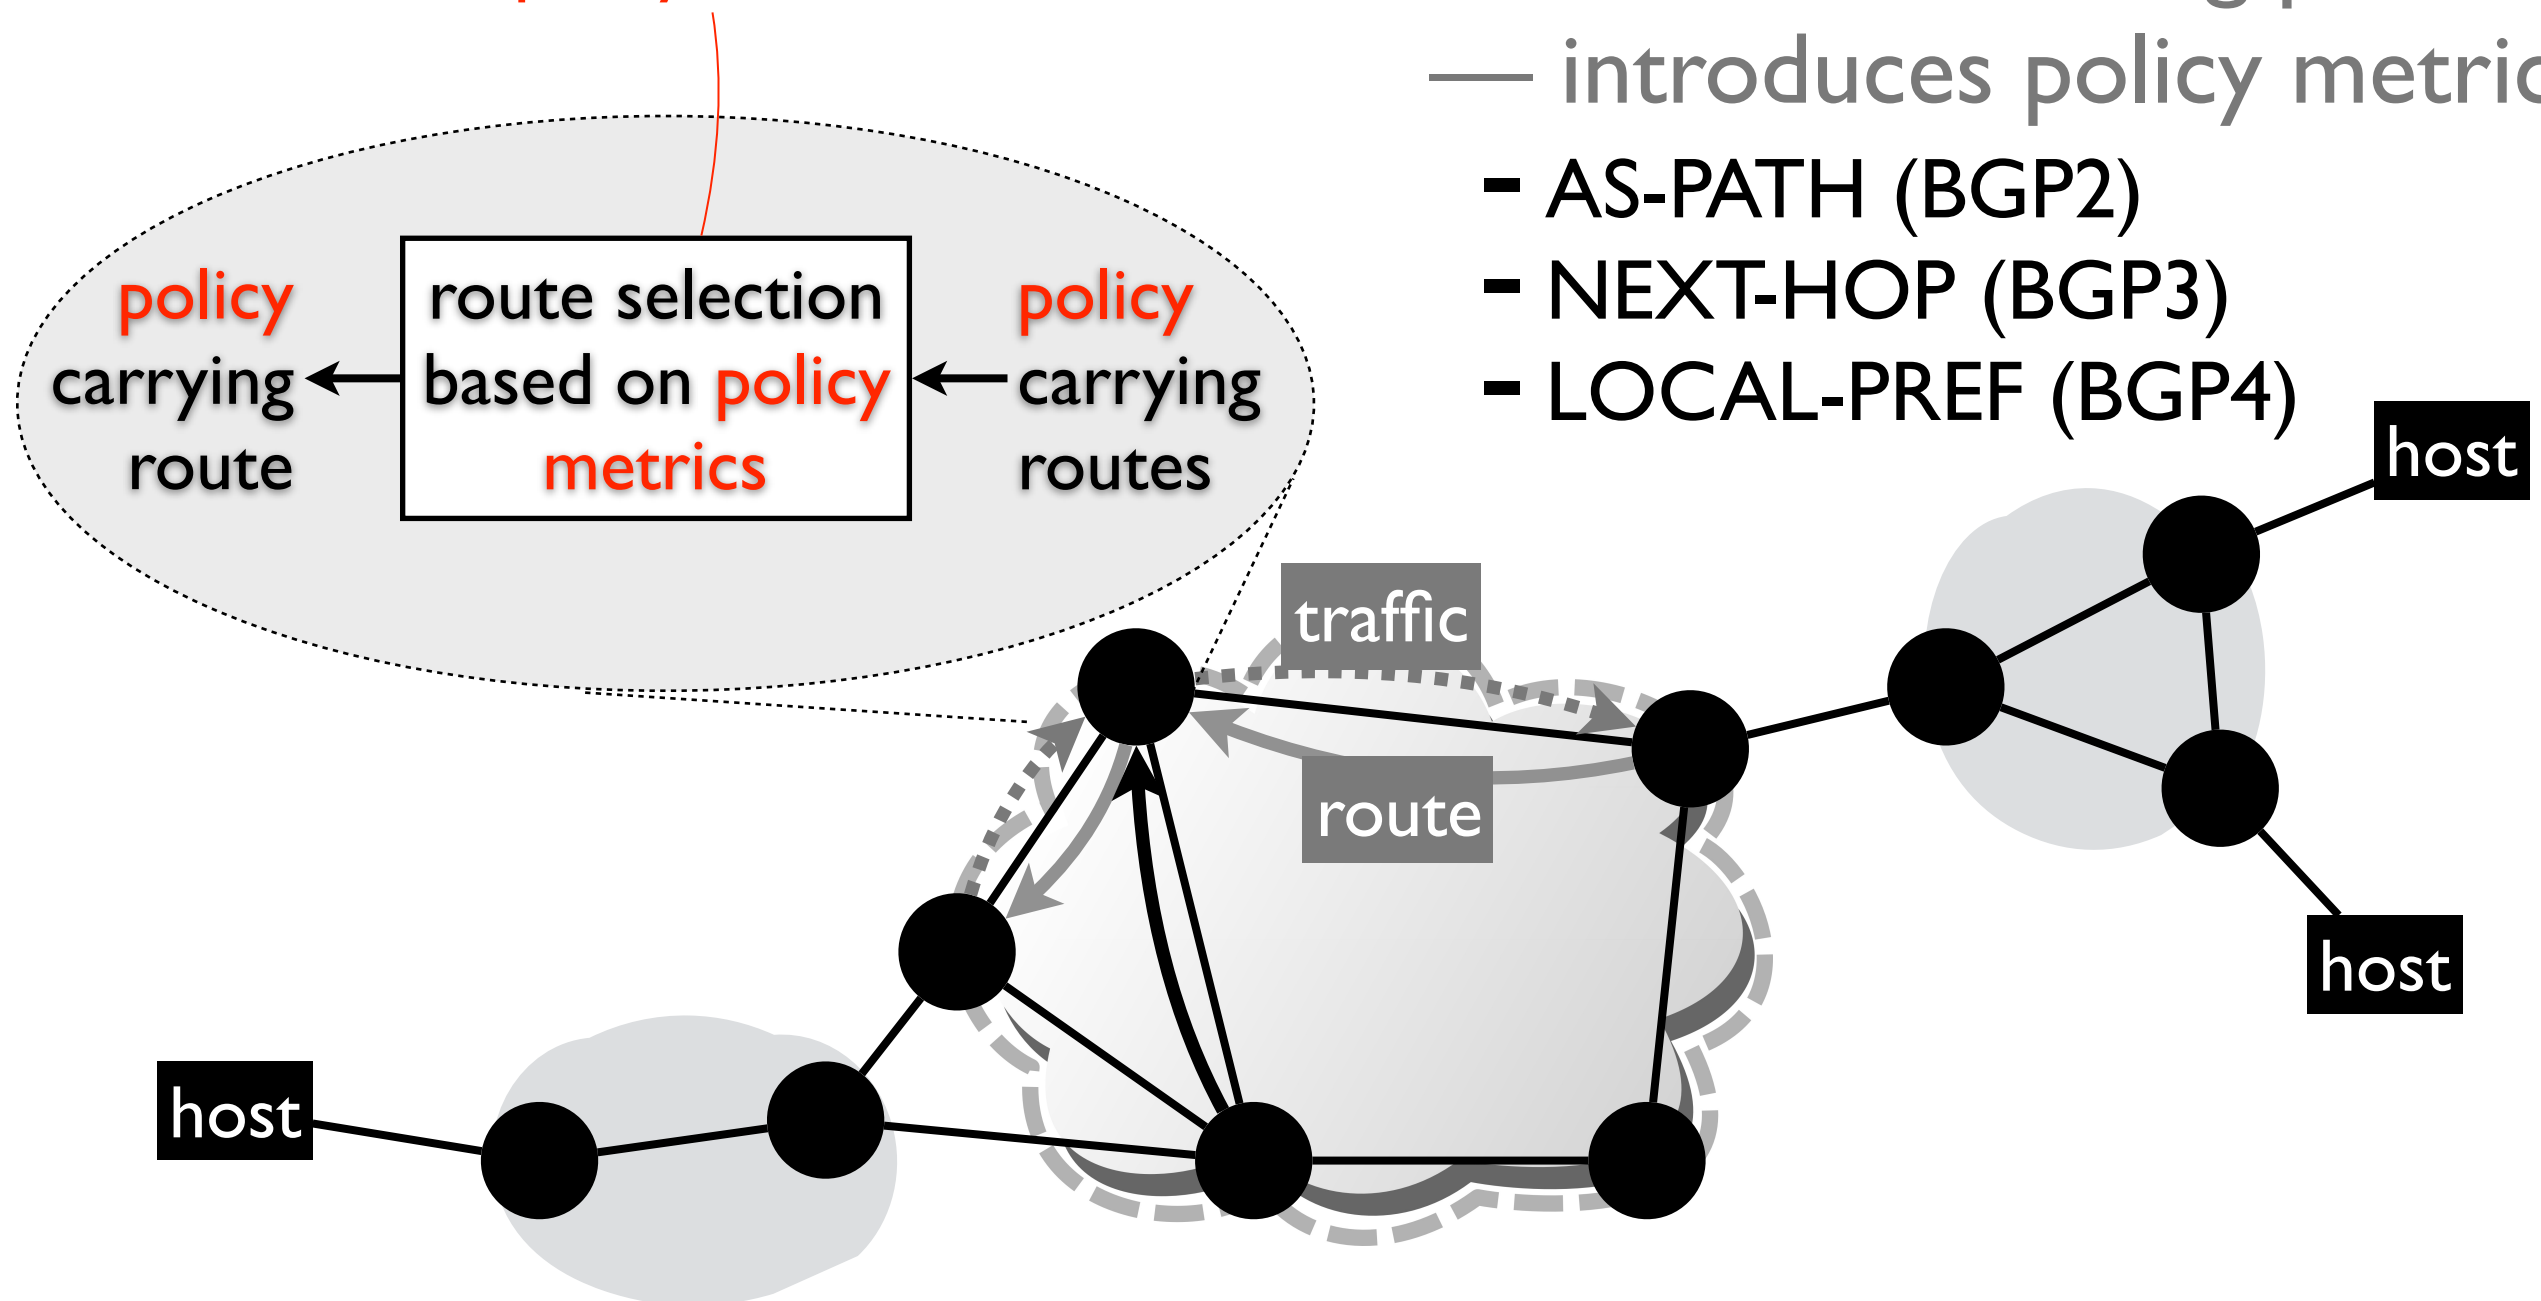 introduces policy
- AS-PATH (BGP2)
- NEXT-HOP (BGP3)
- LOCAL-PREF (BGP4)
policy
carrying
route
route selection
based on policy
metrics
policy
carrying
routes
host
traffic
route
host
host